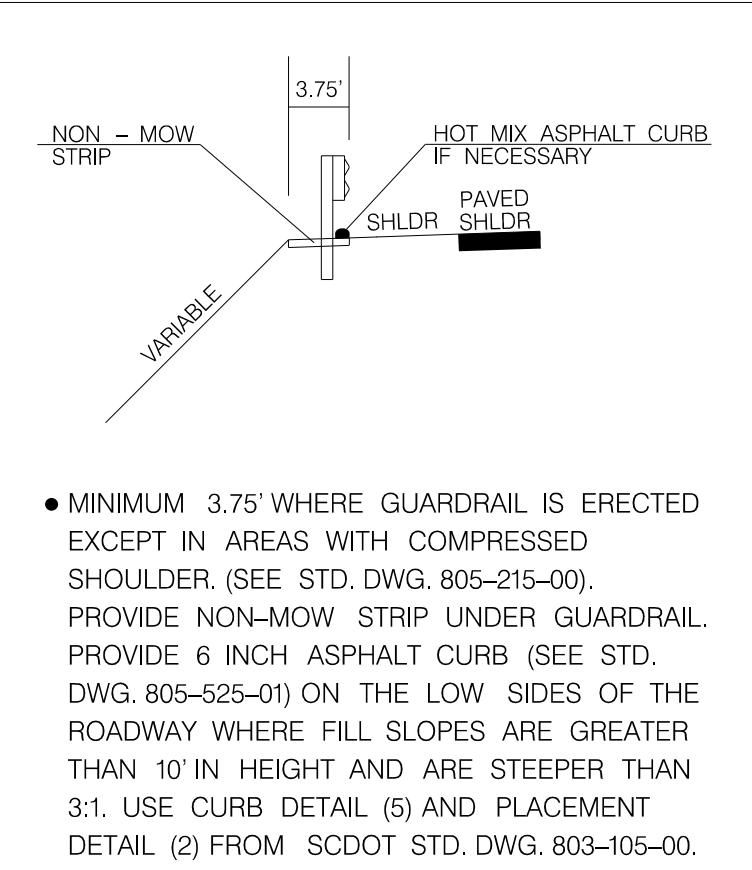 3.75'
NON – MOW
STRIP
HOT MIX ASPHALT CURB
IF NECESSARY
PAVED
SHLDR SHLDR
VARIABLE
● MINIMUM 3.75' WHERE GUARDRAIL IS ERECTED
EXCEPT IN AREAS WITH COMPRESSED
SHOULDER. (SEE STD. DWG. 805–215–00).
PROVIDE NON–MOW STRIP UNDER GUARDRAIL.
PROVIDE 6 INCH ASPHALT CURB (SEE STD.
DWG. 805–525–01) ON THE LOW SIDES OF THE
ROADWAY WHERE FILL SLOPES ARE GREATER
THAN 10' IN HEIGHT AND ARE STEEPER THAN
3:1. USE CURB DETAIL (5) AND PLACEMENT
DETAIL (2) FROM SCDOT STD. DWG. 803–105–00.